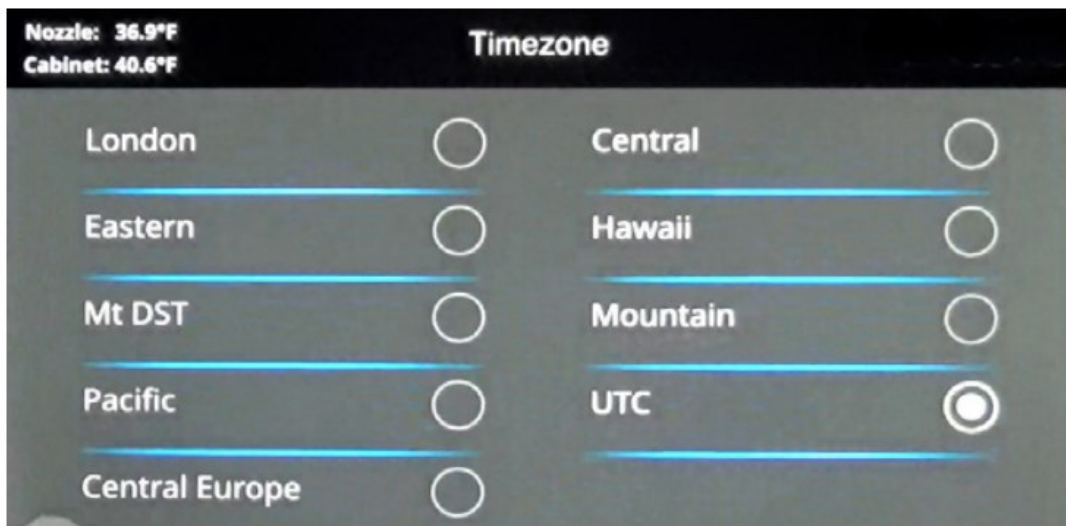 Nozzle: 36.9°F
Cabinet: 40.6°F
Timezone
London
Central
Eastern
Hawaii
Mt DST
Mountain
Pacific
UTC
Central Europe